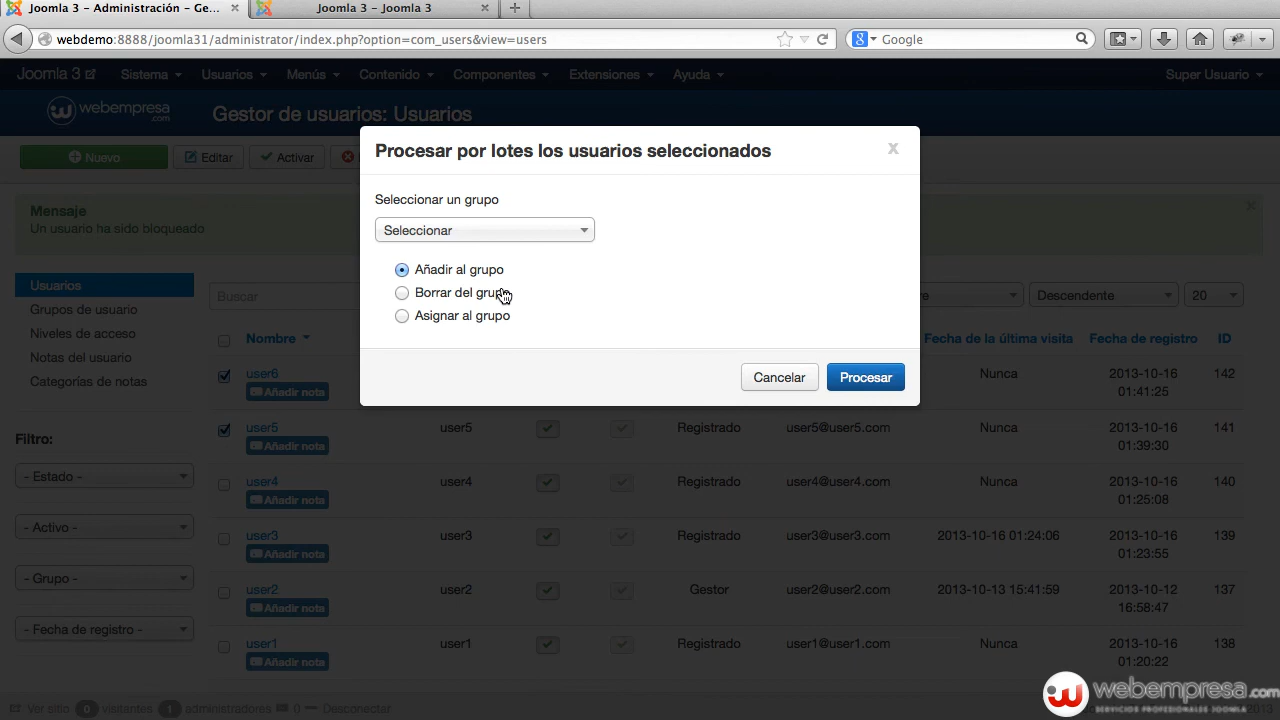 Joomla 3 - Administración - Ge...
Joomla 3 - Joomla 3
webdemo:8888/joomla31/administrator/index.php?option=com_users&view=users
Google
Joomla 3
Sistema
Usuarios
Menús
Contenido
Componentes
Extensiones
Ayuda
Super Usuario
webempresa
.com
Gestor de usuarios: Usuarios
Nuevo
Editar
Activar
Procesar por lotes los usuarios seleccionados
x
Seleccionar un grupo
Seleccionar
Añadir al grupo
Borrar del grupo
Asignar al grupo
Cancelar
Procesar
Mensaje
Un usuario ha sido bloqueado
Usuarios
Grupos de usuario
Niveles de acceso
Notas del usuario
Categorías de notas
Filtro:
- Estado -
- Activo -
- Grupo -
- Fecha de registro -
Buscar
Descendente
20
Nombre
Fecha de la última visita
Fecha de registro
ID
user6
Nunca
2013-10-16
01:41:25
142
Añadir nota
user5
user5
Registrado
user5@user5.com
Nunca
2013-10-16
01:39:30
141
Añadir nota
user4
user4
Registrado
user4@user4.com
Nunca
2013-10-16
01:25:08
140
Añadir nota
user3
user3
Registrado
user3@user3.com
2013-10-16 01:24:06
2013-10-16
01:23:55
139
Añadir nota
user2
user2
Gestor
user2@user2.com
2013-10-13 15:41:59
2013-10-12
16:58:47
137
Añadir nota
user1
user1
Registrado
user1@user1.com
Nunca
2013-10-16
01:20:22
138
Añadir nota
Ver sitio
0 visitantes
1 administradores
0
Desconectar
webempresa.com
SERVICIOS PROFESIONALES JOOMLA